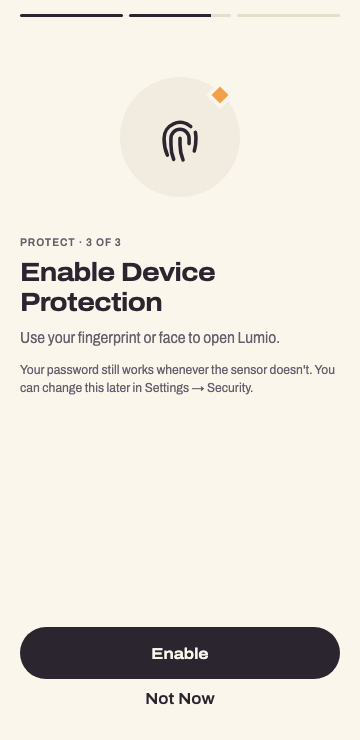 PROTECT · 3 OF 3
Enable Device
Protection
Use your fingerprint or face to open Lumio.
Your password still works whenever the sensor doesn't. You
can change this later in Settings → Security.
Enable
Not Now